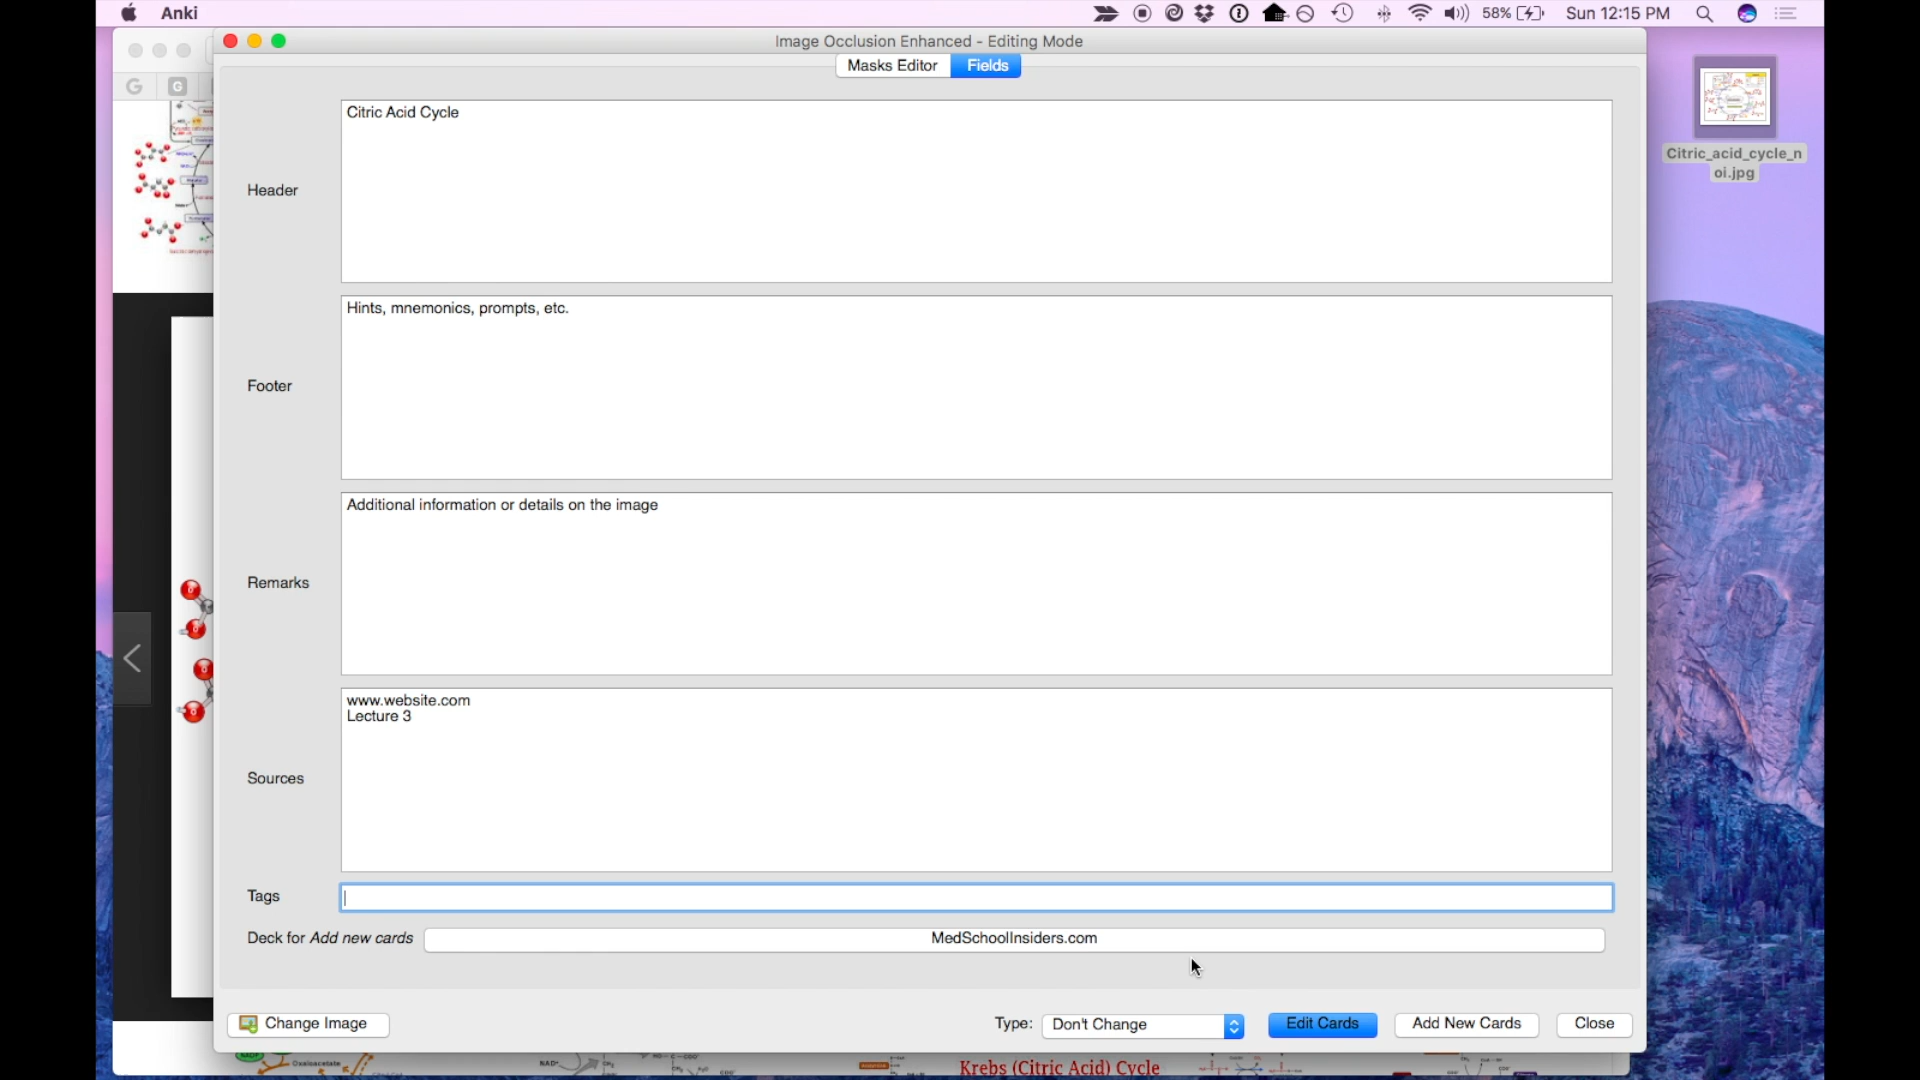 Anki
58%
Sun 12:15 PM
Image Occlusion Enhanced - Editing Mode
Masks Editor
Fields
G
G
Header
Citric Acid Cycle
Footer
Hints, mnemonics, prompts, etc.
Remarks
Additional information or details on the image
Sources
www.website.com
Lecture 3
Tags
Deck for Add new cards
MedSchoolInsiders.com
Change Image
Type:
Don't Change
Edit Cards
Add New Cards
Close
Citric_acid_cycle_n
oi.jpg
Oxaloacetate
NAD+
Krebs (Citric Acid) Cycle